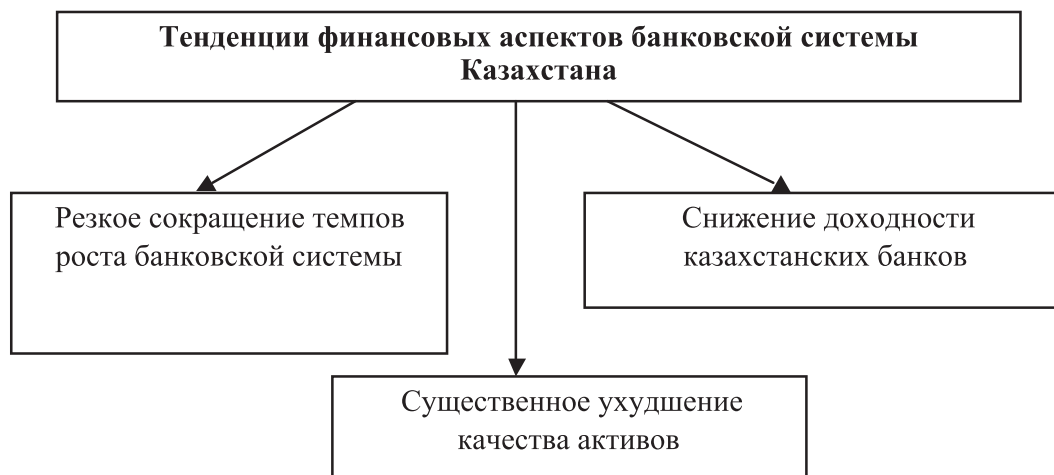 Тенденции финансовых аспектов банковской системы
Казахстана
Резкое сокращение темпов
роста банковской системы
Снижение доходности
казахстанских банков
Существенное ухудшение
качества активов